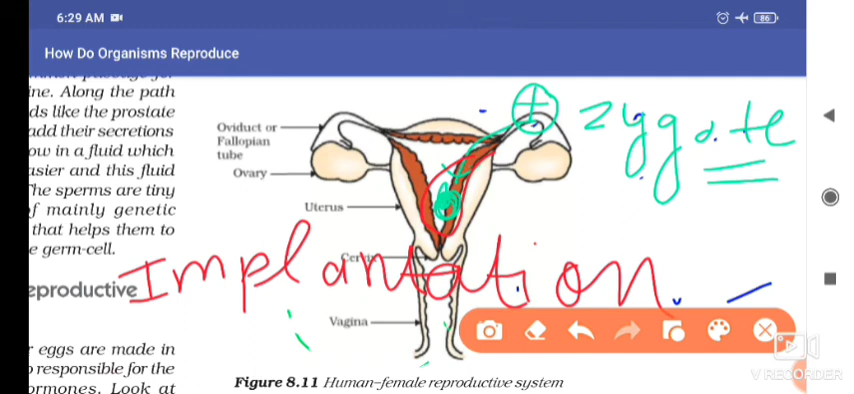 6:29 AM
86
How Do Organisms Reproduce
ine. Along the path
ds like the prostate
add their secretions
ow in a fluid which
asier and this fluid
The sperms are tiny
f mainly genetic
that helps them to
e germ-cell.
eproductive
r eggs are made in
responsible for the
ormones. Look at
Oviduct or
Fallopian
tube
Ovary
Uterus
Vagina
zygote
Implantation
Figure 8.11 Human–female reproductive system
V RECORDER